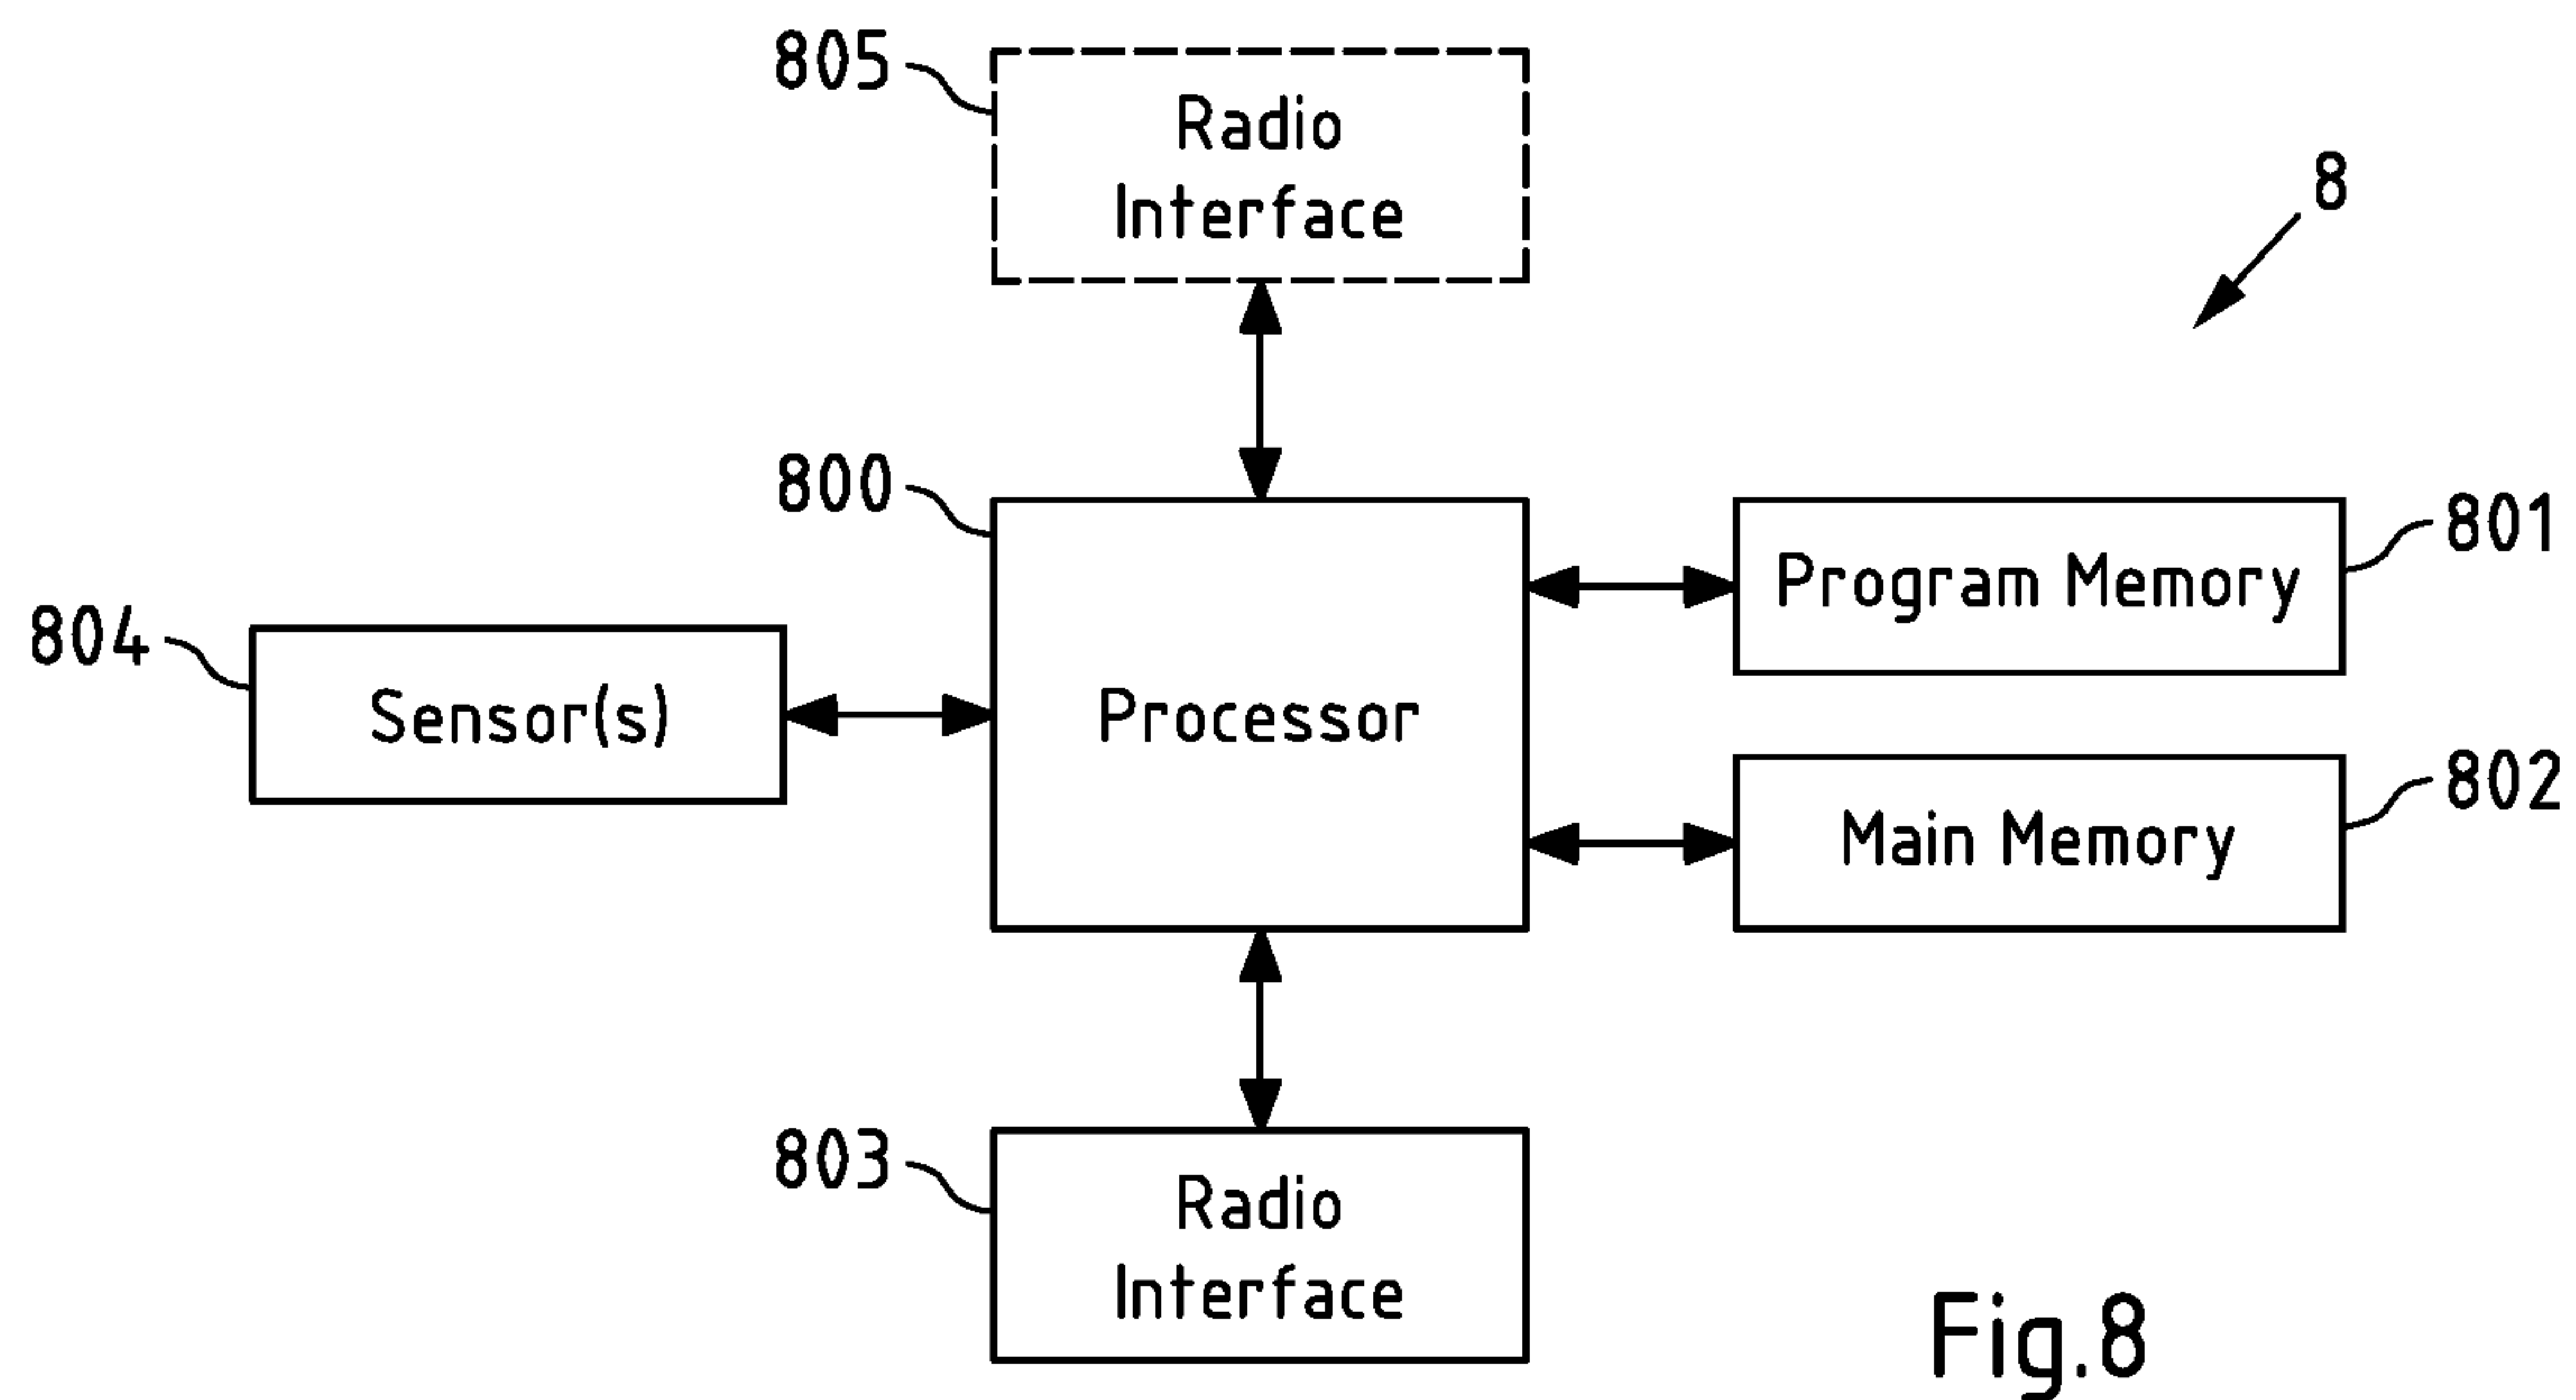 805
Radio
Interface
8
800
Processor
801
Program Memory
804
Sensor(s)
802
Main Memory
803
Radio
Interface
Fig.8